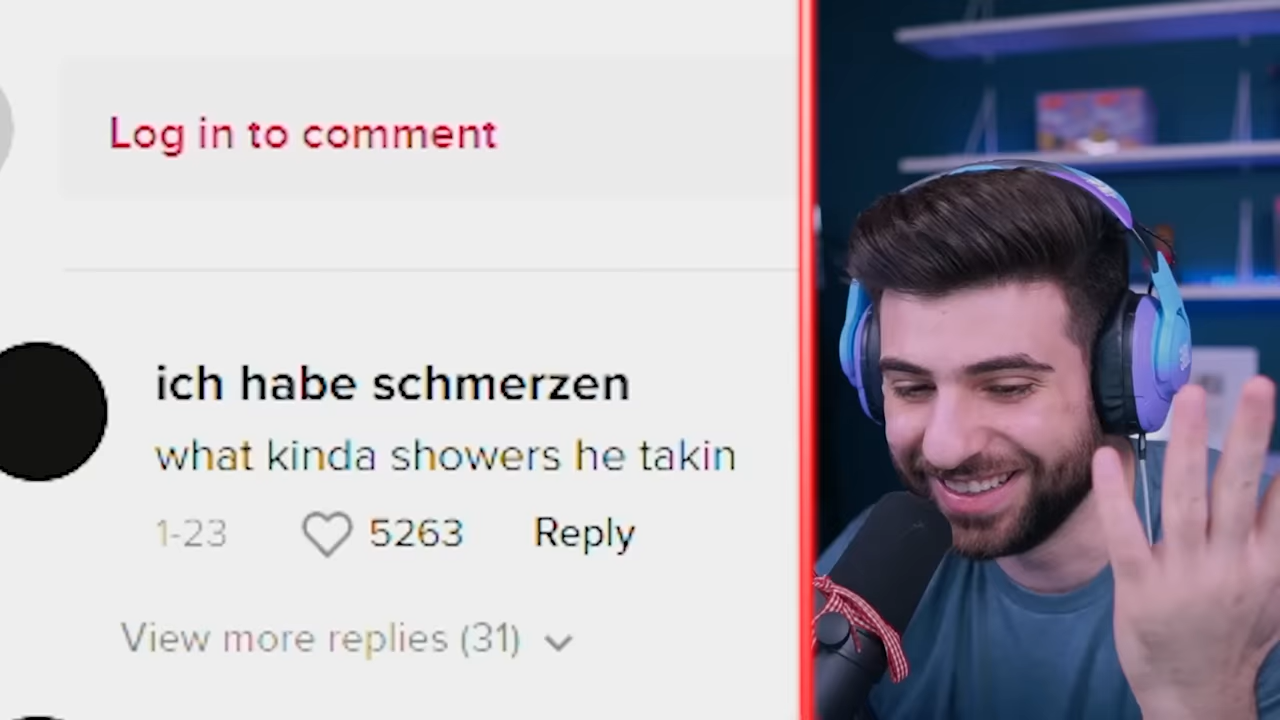 Log in to comment
ich habe schmerzen
what kinda showers he takin
1-23 5263 Reply
View more replies (31)